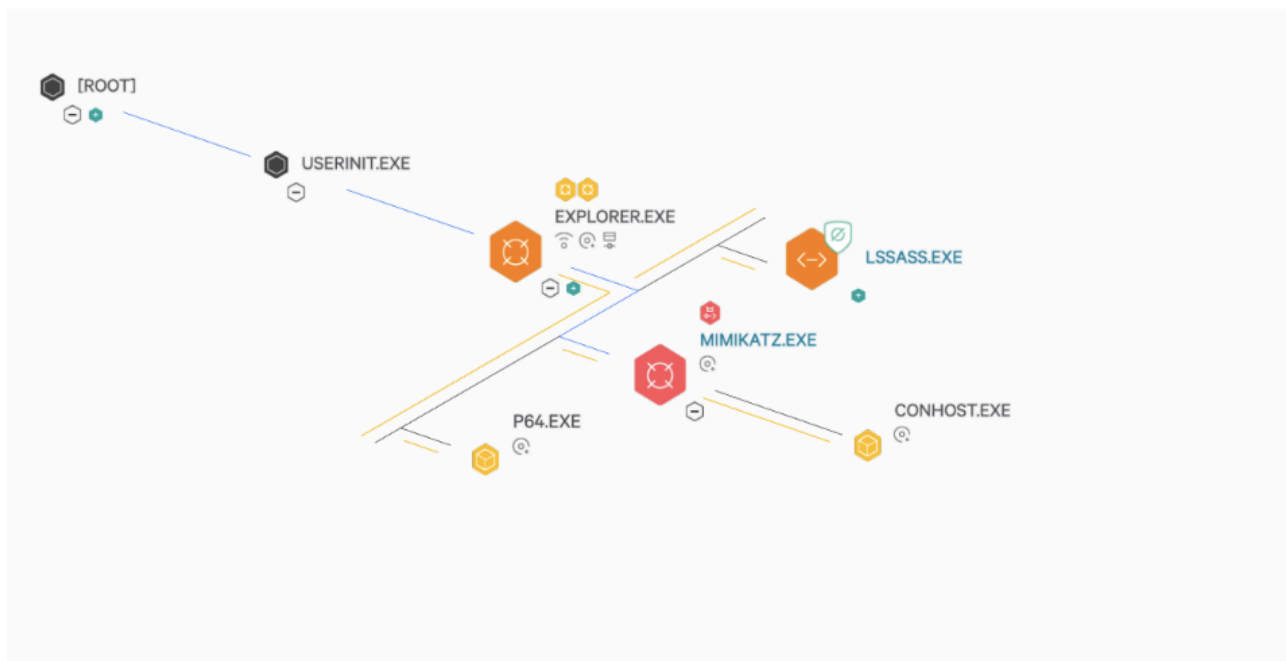 [ROOT]
USERINIT.EXE
EXPLORER.EXE
LSSASS.EXE
MIMIKATZ.EXE
CONHOST.EXE
P64.EXE